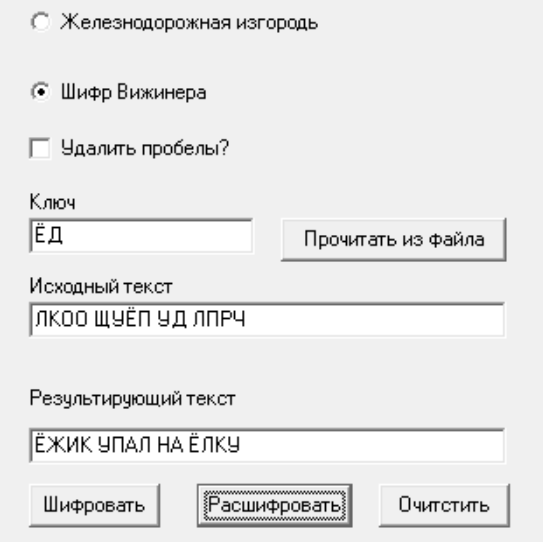 Железнодорожная изгородь
Шифр Вижинера
Удалить пробелы?
Ключ
ЁД
Прочитать из файла
Исходный текст
ЛКОО ЩУЁП УД ЛПРЧ
Результирующий текст
ЁЖИК УПАЛ НА ЁЛКУ
Шифровать
Расшифровать
Очитстить